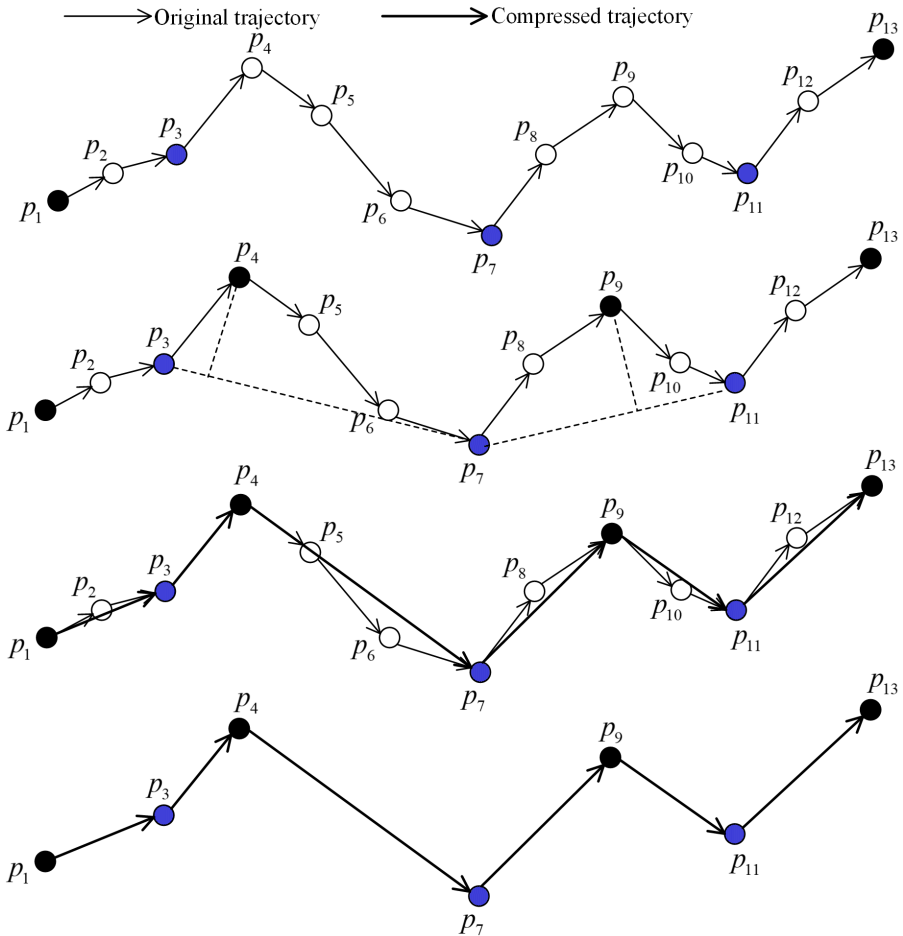 Original trajectory Compressed trajectory
p4 p13
p9
p5 p12
p3 p8
p2 p10
p1 p6 p11
p7
p4 p13
p9 p12
p5
p3 p8
p2 p10
p1 p6 p11
p7
p4 p13
p9 p12
p5
p3 p8
p2 p10
p1 p6 p11
p7
p4 p13
p9
p3
p1 p11
p7